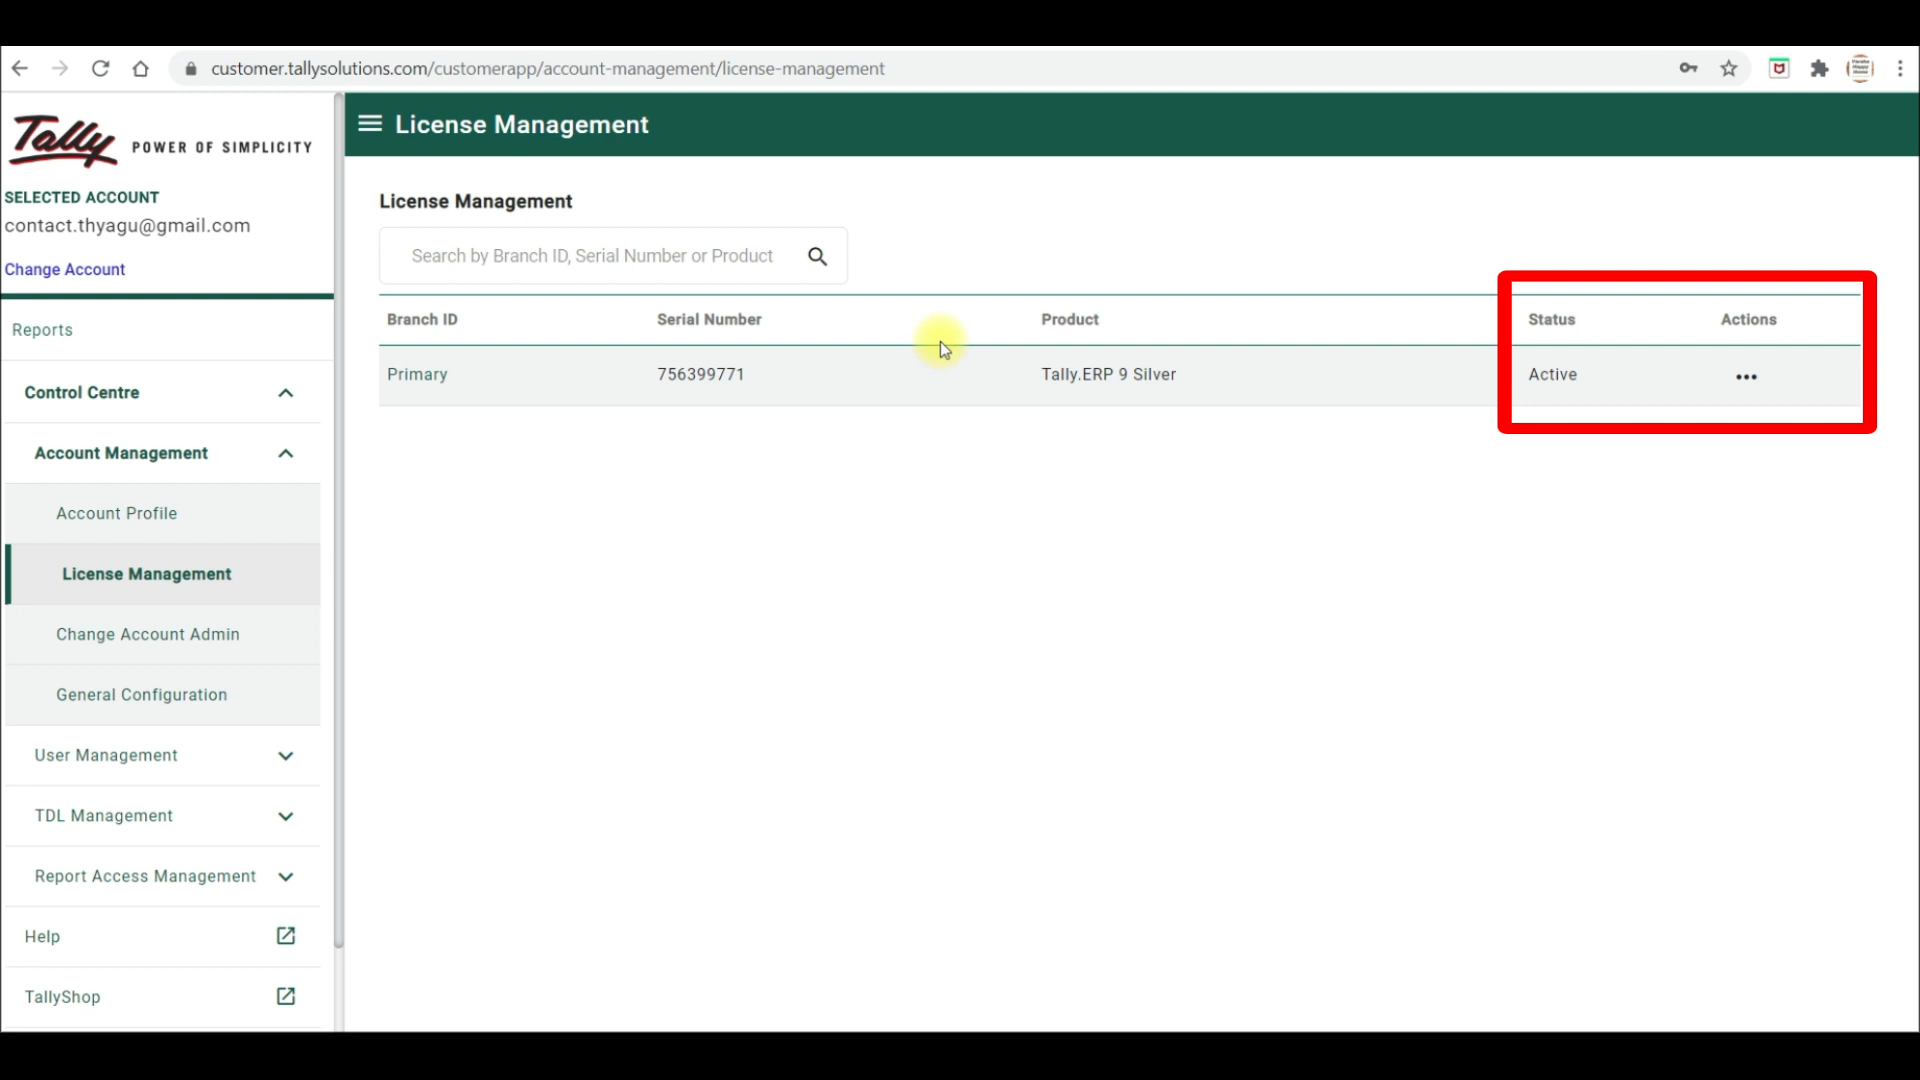 customer.tallysolutions.com/customerapp/account-management/license-management
Tally POWER OF SIMPLICITY
SELECTED ACCOUNT
contact.thyagu@gmail.com
Change Account
Reports
Control Centre
Account Management
Account Profile
License Management
Change Account Admin
General Configuration
User Management
TDL Management
Report Access Management
Help
TallyShop
License Management
License Management
Search by Branch ID, Serial Number or Product
Branch ID Serial Number Product Status Actions
Primary 756399771 Tally.ERP 9 Silver Active •••